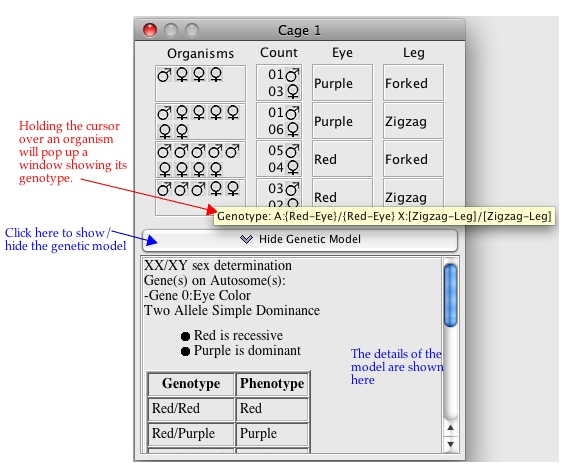 Cage 1
Organisms Count Eye Leg
01♂ Purple Forked
03♀
01♂ Purple Zigzag
06♀
05♂ Red Forked
04♀
03♂ Red Zigzag
Holding the cursor
over an organism
will pop up a
window showing its
genotype.
Genotype: A:{Red-Eye}/{Red-Eye} X:[Zigzag-Leg]/[Zigzag-Leg]
Click here to show/
hide the genetic model
Hide Genetic Model
XX/XY sex determination
Gene(s) on Autosome(s):
-Gene 0:Eye Color
Two Allele Simple Dominance
● Red is recessive
● Purple is dominant
The details of the
model are shown
here
Genotype Phenotype
Red/Red Red
Red/Purple Purple